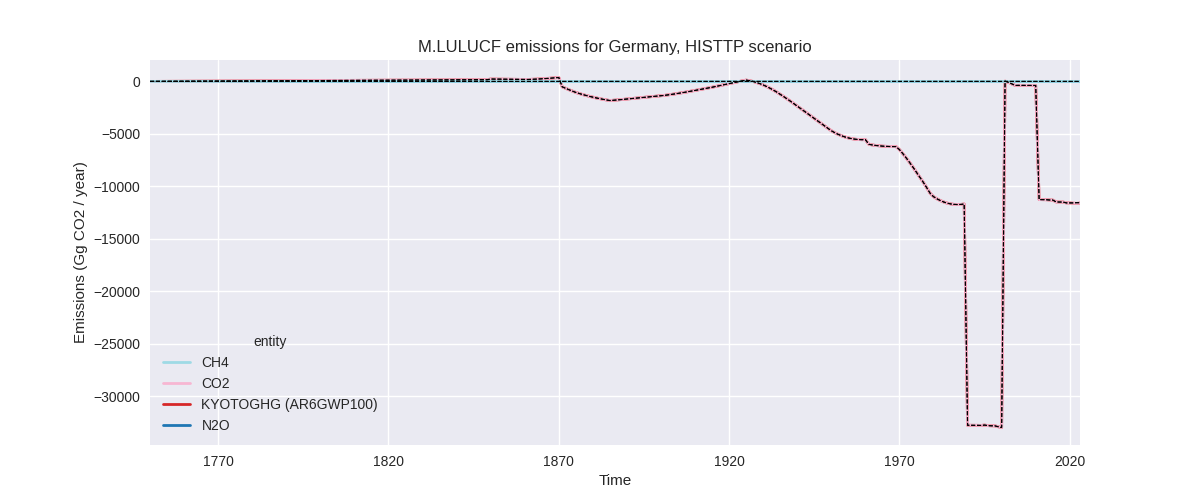 M.LULUCF emissions for Germany, HISTTP scenario
Emissions (Gg CO2 / year)
0
−5000
−10000
−15000
−20000
−25000
−30000
entity
CH4
CO2
KYOTOGHG (AR6GWP100)
N2O
1770 1820 1870 1920 1970 2020
Time